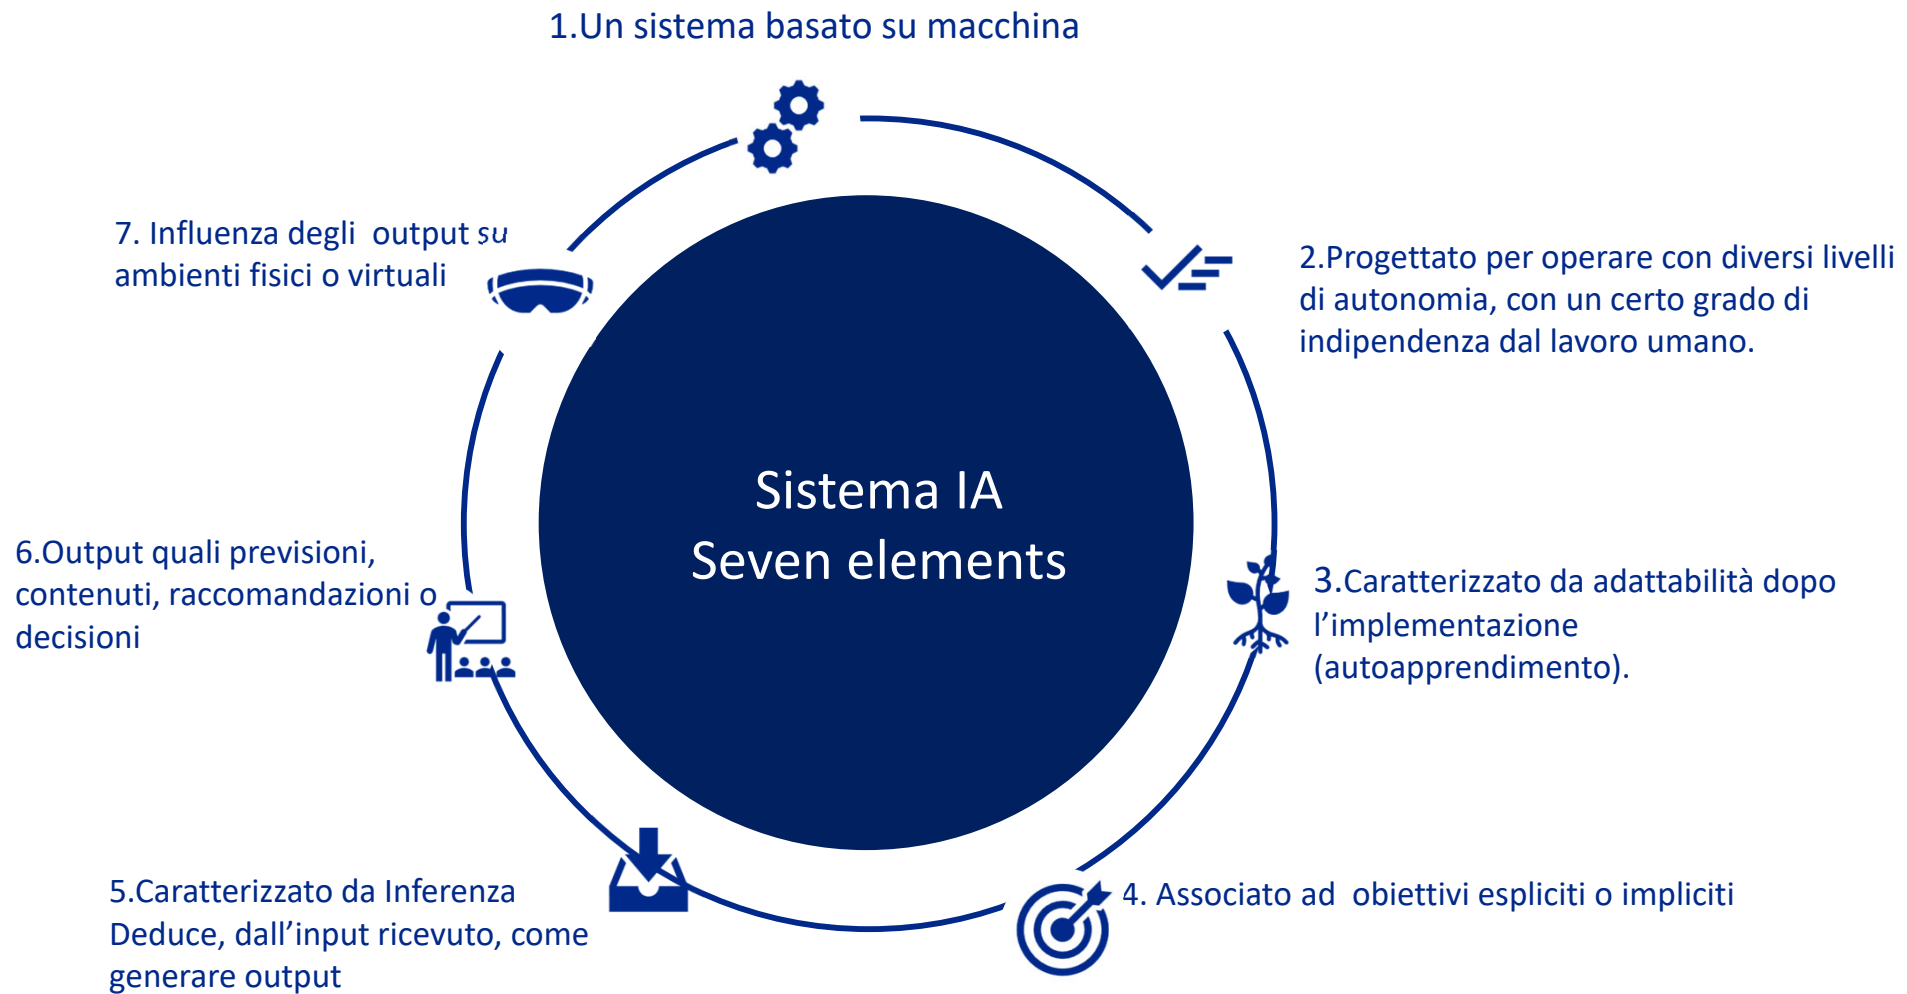 1.Un sistema basato su macchina
2.Progettato per operare con diversi livelli
di autonomia, con un certo grado di
indipendenza dal lavoro umano.
3.Caratterizzato da adattabilità dopo
l’implementazione
(autoapprendimento).
4. Associato ad  obiettivi espliciti o impliciti
5.Caratterizzato da Inferenza
Deduce, dall’input ricevuto, come
generare output
6.Output quali previsioni,
contenuti, raccomandazioni o
decisioni
7. Influenza degli  output su
ambienti fisici o virtuali
Sistema IA
Seven elements